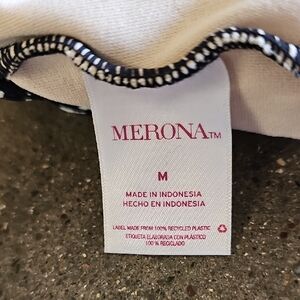 MERONA™
M
MADE IN INDONESIA
HECHO EN INDONESIA
LABEL MADE FROM 100% RECYCLED PLASTIC
ETIQUETA ELABORADA CON PLÁSTICO
100% RECICLADO